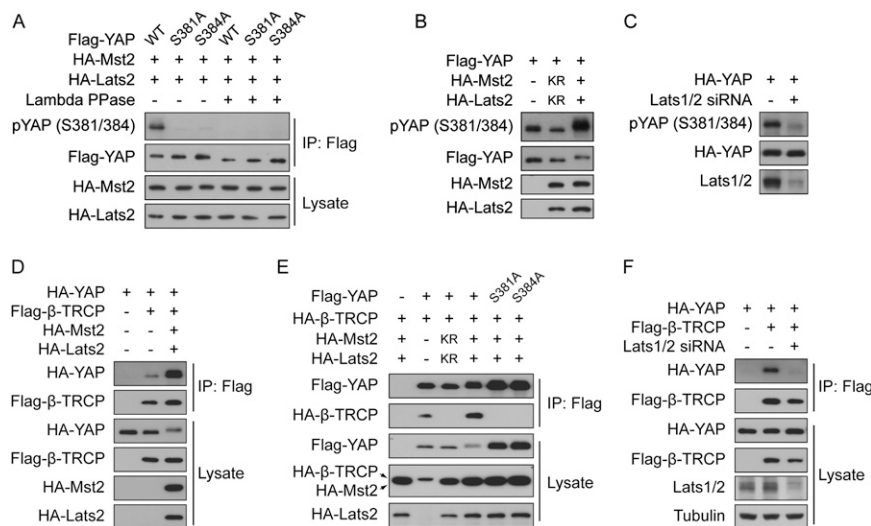 A
Flag-YAP WT S381A S384A WT S381A S384A
HA-Mst2 + + + + + +
HA-Lats2 + + + + + +
Lambda PPase - - - + + +
pYAP (S381/384)
Flag-YAP
IP: Flag
HA-Mst2
HA-Lats2
Lysate
B
Flag-YAP + + +
HA-Mst2 - KR +
HA-Lats2 - KR +
pYAP (S381/384)
Flag-YAP
HA-Mst2
HA-Lats2
C
HA-YAP + +
Lats1/2 siRNA - +
pYAP (S381/384)
HA-YAP
Lats1/2
D
HA-YAP + + +
Flag-β-TRCP - + +
HA-Mst2 - - +
HA-Lats2 - - +
HA-YAP
Flag-β-TRCP
IP: Flag
HA-YAP
Flag-β-TRCP
HA-Mst2
HA-Lats2
Lysate
E
Flag-YAP - + + + S381A S384A
HA-β-TRCP + + + + + +
HA-Mst2 + - KR + + +
HA-Lats2 + - KR + + +
Flag-YAP
HA-β-TRCP
IP: Flag
Flag-YAP
HA-β-TRCP
HA-Mst2
HA-Lats2
Lysate
F
HA-YAP + + +
Flag-β-TRCP - + +
Lats1/2 siRNA - - +
HA-YAP
Flag-β-TRCP
IP: Flag
HA-YAP
Flag-β-TRCP
Lats1/2
Tubulin
Lysate